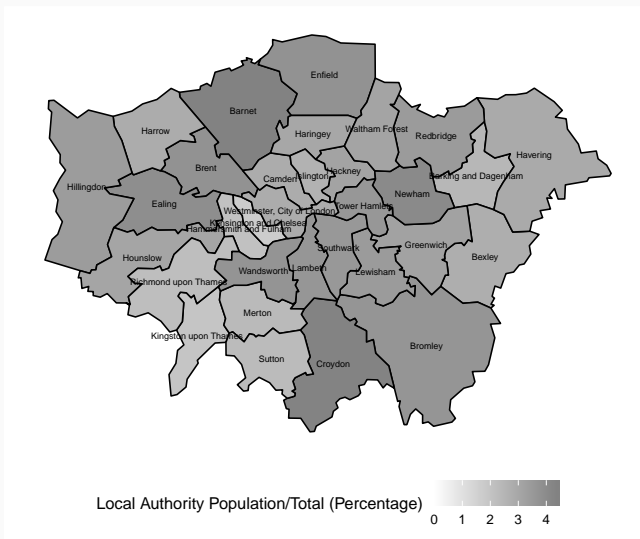 Enfield
Barnet
Harrow
Haringey
Waltham Forest
Redbridge
Havering
Brent
Camden
Islington
Hackney
Barking and Dagenham
Hillingdon
Ealing
Newham
Tower Hamlets
Westminster, City of London
Kensington and Chelsea
Hammersmith and Fulham
Hounslow
Southwark
Greenwich
Bexley
Richmond upon Thames
Wandsworth
Lambeth
Lewisham
Merton
Kingston upon Thames
Bromley
Sutton
Croydon
Local Authority Population/Total (Percentage)
0 1 2 3 4